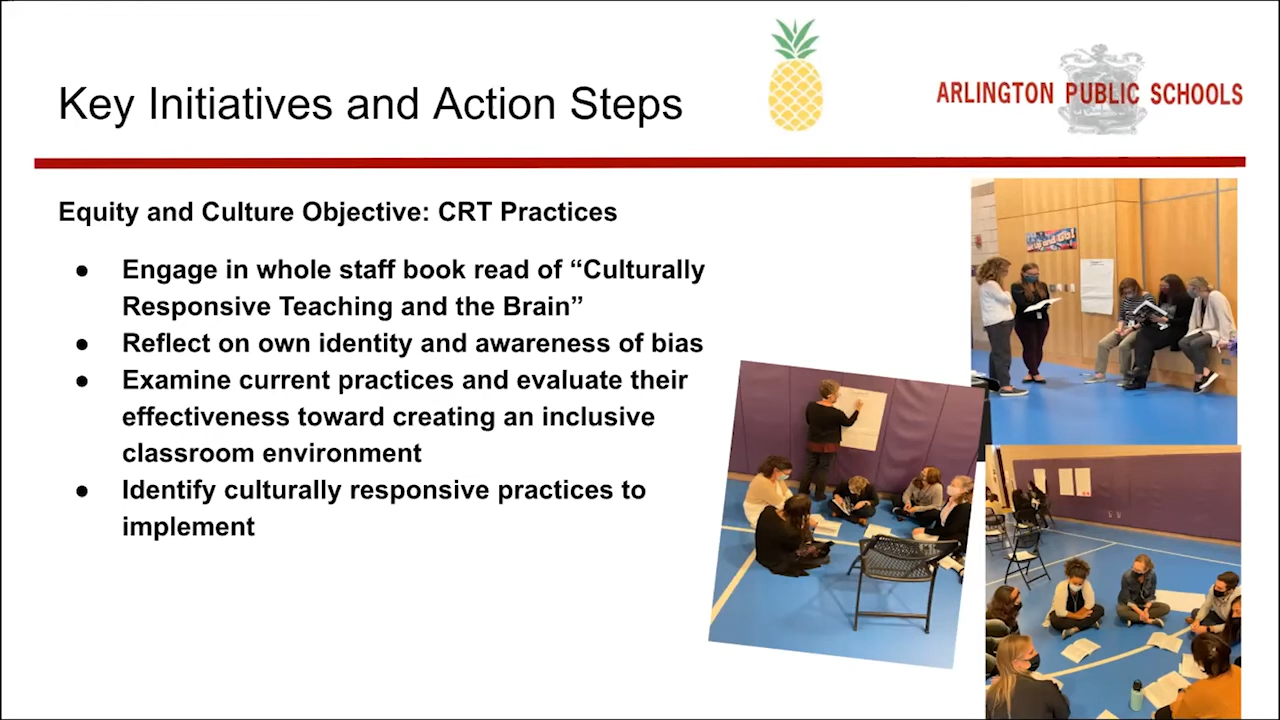 Key Initiatives and Action Steps
ARLINGTON PUBLIC SCHOOLS
Equity and Culture Objective: CRT Practices
● Engage in whole staff book read of “Culturally
Responsive Teaching and the Brain”
● Reflect on own identity and awareness of bias
● Examine current practices and evaluate their
effectiveness toward creating an inclusive
classroom environment
● Identify culturally responsive practices to
implement